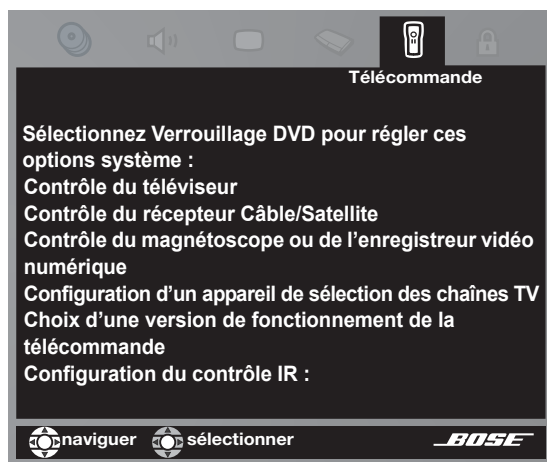 Télécommande
Sélectionnez Verrouillage DVD pour régler ces
options système :
Contrôle du téléviseur
Contrôle du récepteur Câble/Satellite
Contrôle du magnétoscope ou de l'enregistreur vidéo
numérique
Configuration d'un appareil de sélection des chaînes TV
Choix d'une version de fonctionnement de la
télécommande
Configuration du contrôle IR :
naviguer sélectionner BOSE